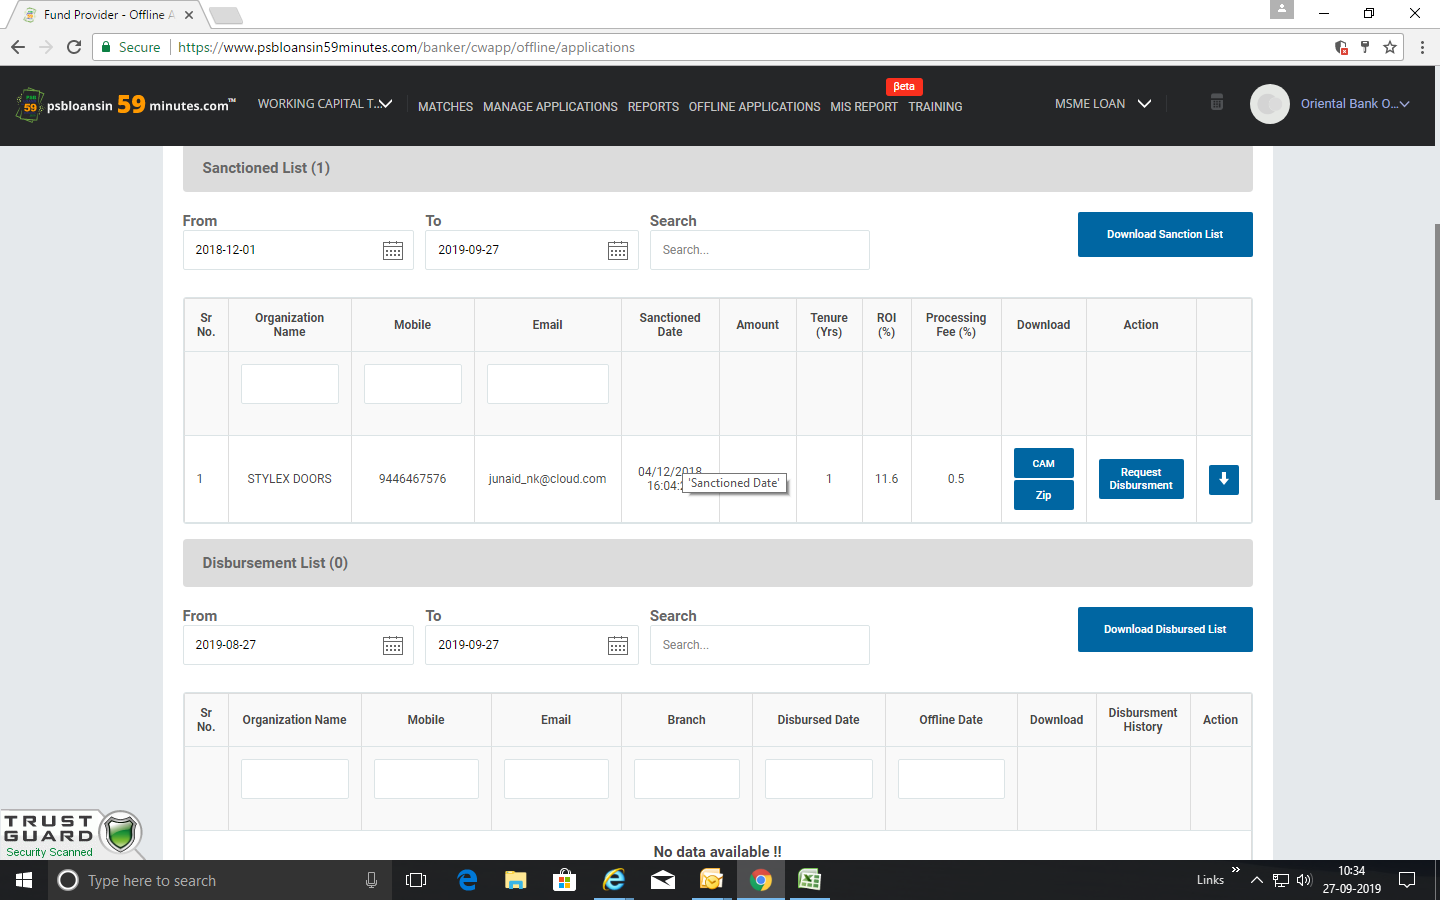 Fund Provider - Offline A
Secure
https://www.psbloansin59minutes.com/banker/cwapp/offline/applications
psbloansin 59 minutes.com™
WORKING CAPITAL T...
MATCHES
MANAGE APPLICATIONS
REPORTS
OFFLINE APPLICATIONS
MIS REPORT
βeta
TRAINING
MSME LOAN
Oriental Bank O...
Sanctioned List (1)
From
To
Search
2018-12-01
2019-09-27
Search...
Download Sanction List
Sr No.
Organization Name
Mobile
Email
Sanctioned Date
Amount
Tenure (Yrs)
ROI (%)
Processing Fee (%)
Download
Action
1
STYLEX DOORS
9446467576
junaid_nk@cloud.com
04/12/2018
16:04:
'Sanctioned Date'
1
11.6
0.5
CAM
Zip
Request Disbursment
Disbursement List (0)
From
To
Search
2019-08-27
2019-09-27
Search...
Download Disbursed List
Sr No.
Organization Name
Mobile
Email
Branch
Disbursed Date
Offline Date
Download
Disbursment History
Action
No data available !!
TRUST
GUARD
Security Scanned
Type here to search
Links
10:34
27-09-2019